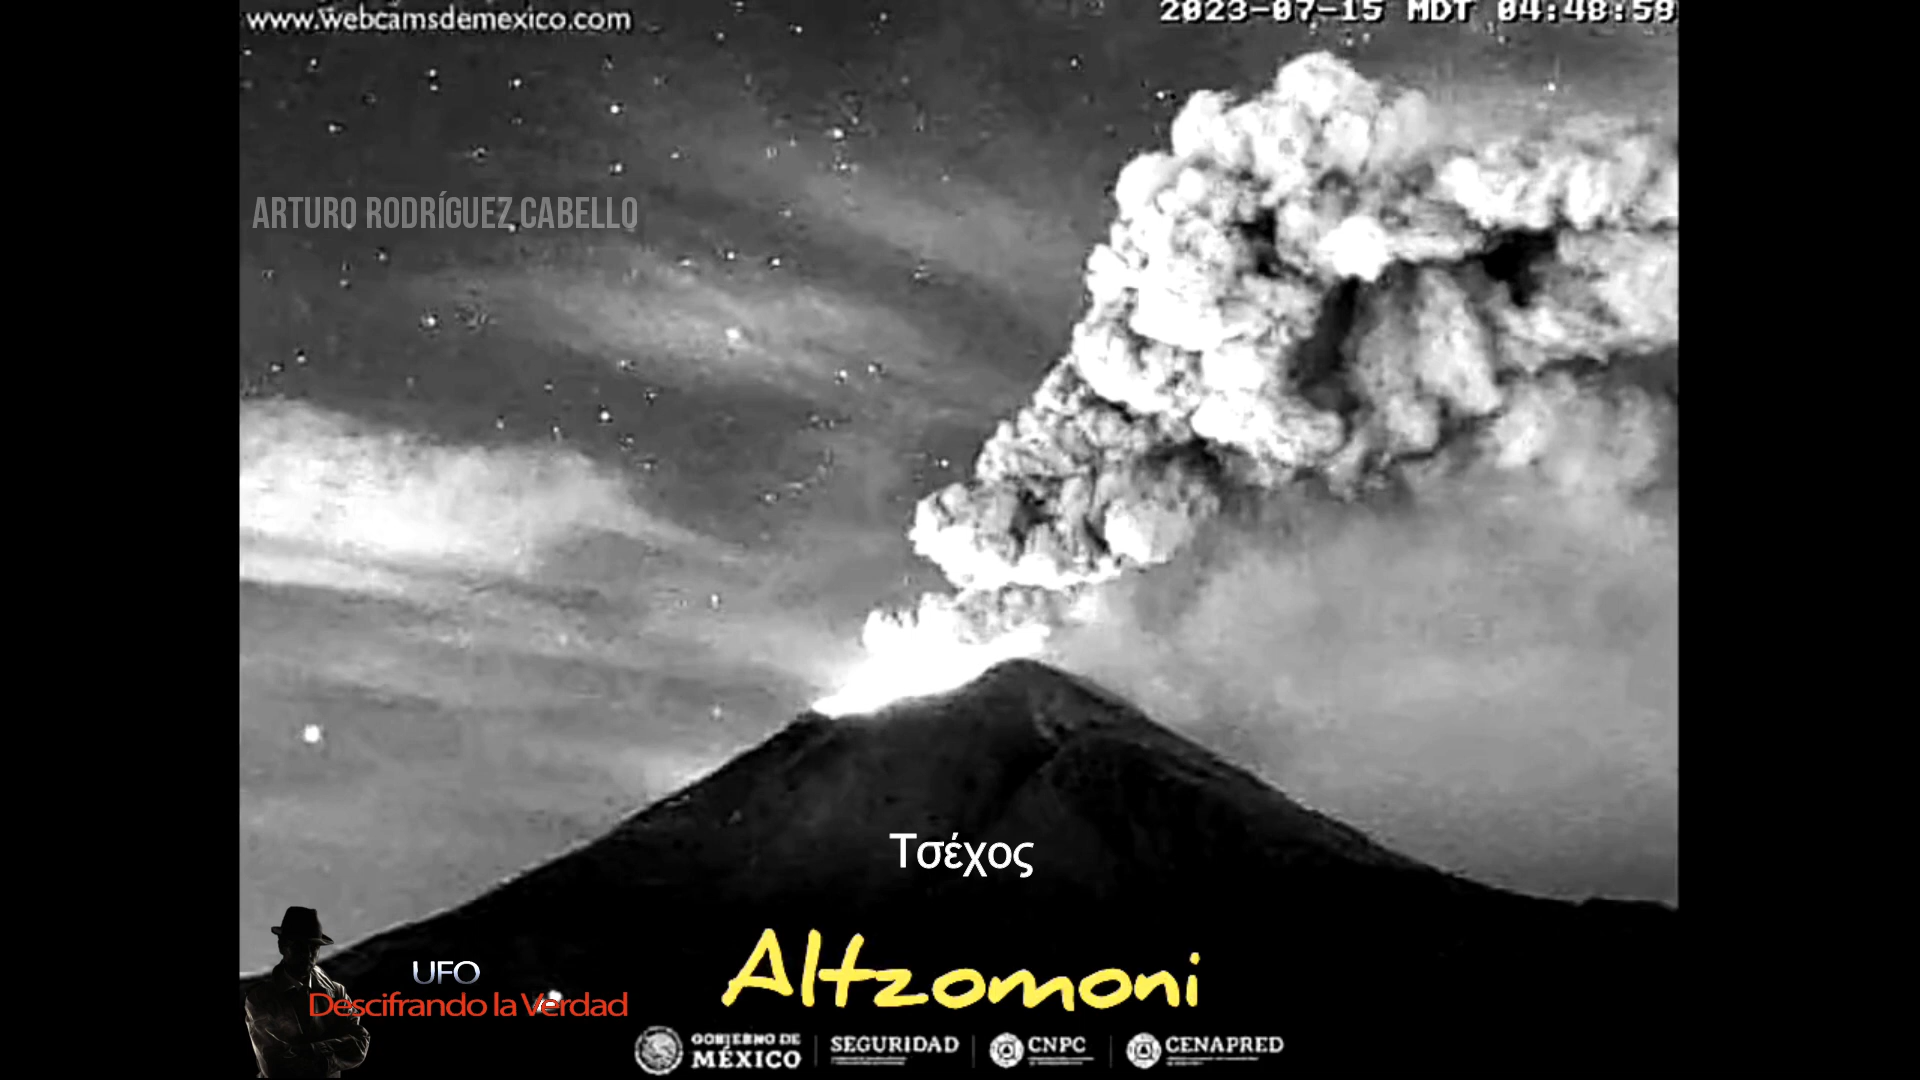 www.webcamsdemexico.com
2023-07-15 MDT 04:48:59
ARTURO RODRÍGUEZ CABELLO
Τσέχος
UFO
Descifrando la Verdad
Altzomoni
GOBIERNO DE
MÉXICO
SEGURIDAD
CNPC
CENAPRED